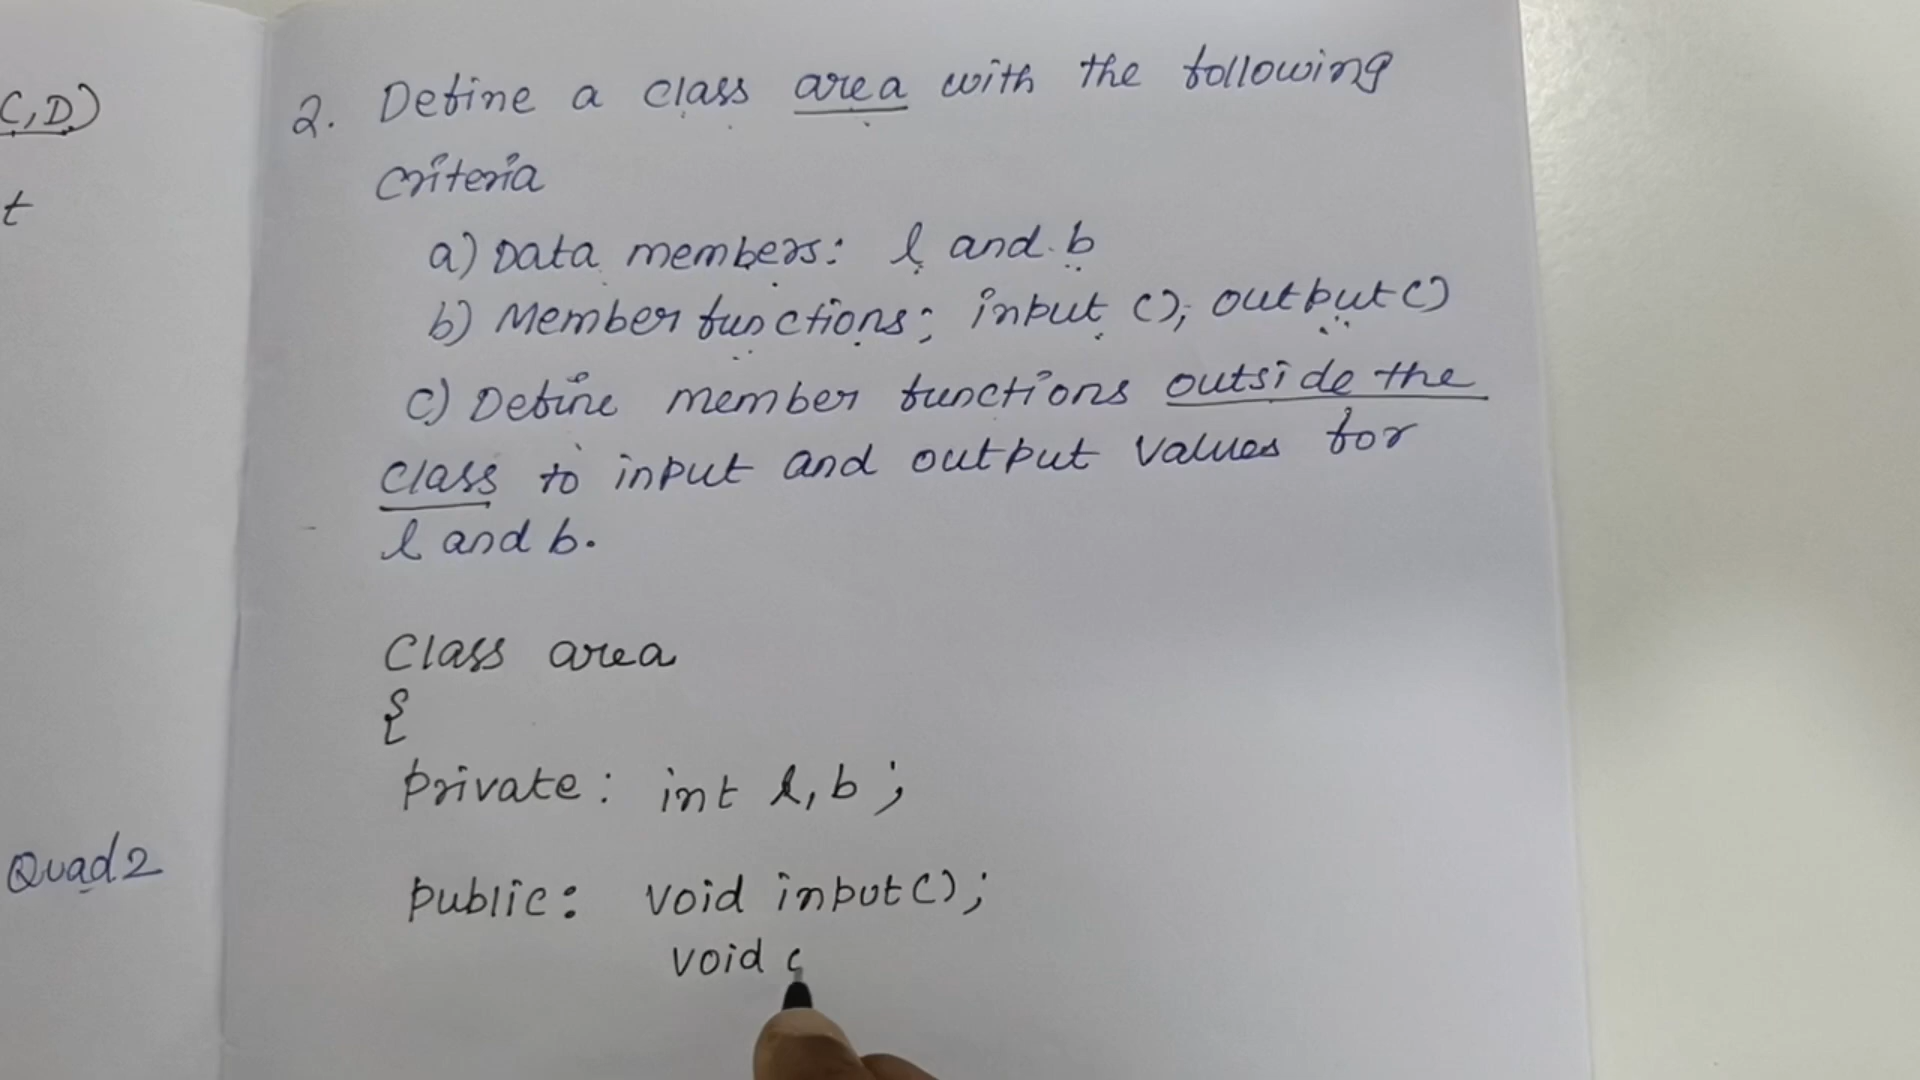 C, D)
t
Quad2
2. Define a class area with the following
criteria
a) Data members: l and b
b) Member functions; input (), output()
c) Define member functions outside the
class to input and output values for
l and b.
Class area
{
private: int l, b ;
public: void input();
void